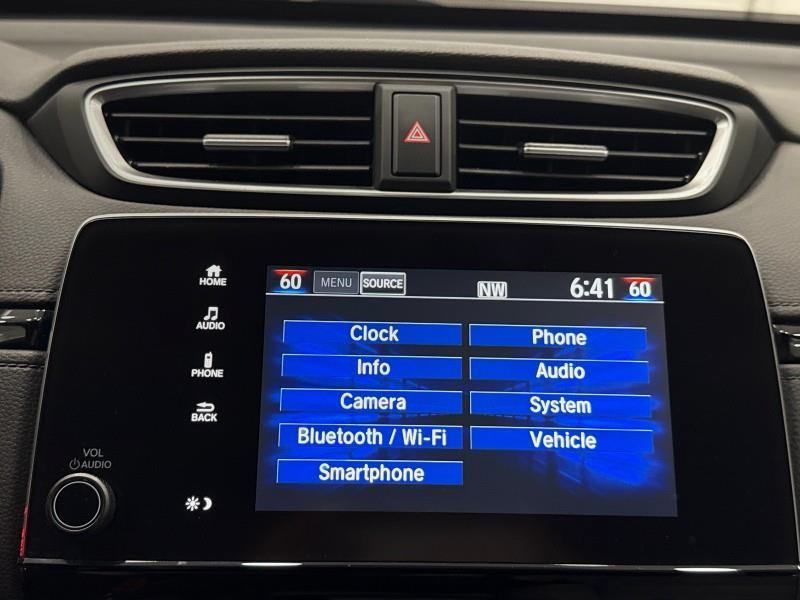 60 MENU SOURCE NW 6:41 60
HOME
AUDIO
PHONE
BACK
VOL
AUDIO
Clock
Phone
Info
Audio
Camera
System
Bluetooth / Wi-Fi
Vehicle
Smartphone